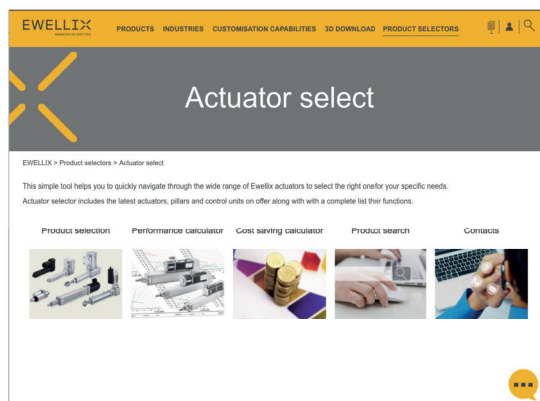 EWELLIX
PRODUCTS INDUSTRIES CUSTOMISATION CAPABILITIES 3D DOWNLOAD PRODUCT SELECTORS
Actuator select
EWELLIX > Product selectors > Actuator select
This simple tool helps you to quickly navigate through the wide range of Ewellix actuators to select the right onefor your specific needs.
Actuator selector includes the latest actuators, pillars and control units on offer along with with a complete list their functions.
Product selection Performance calculator Cost saving calculator Product search Contacts